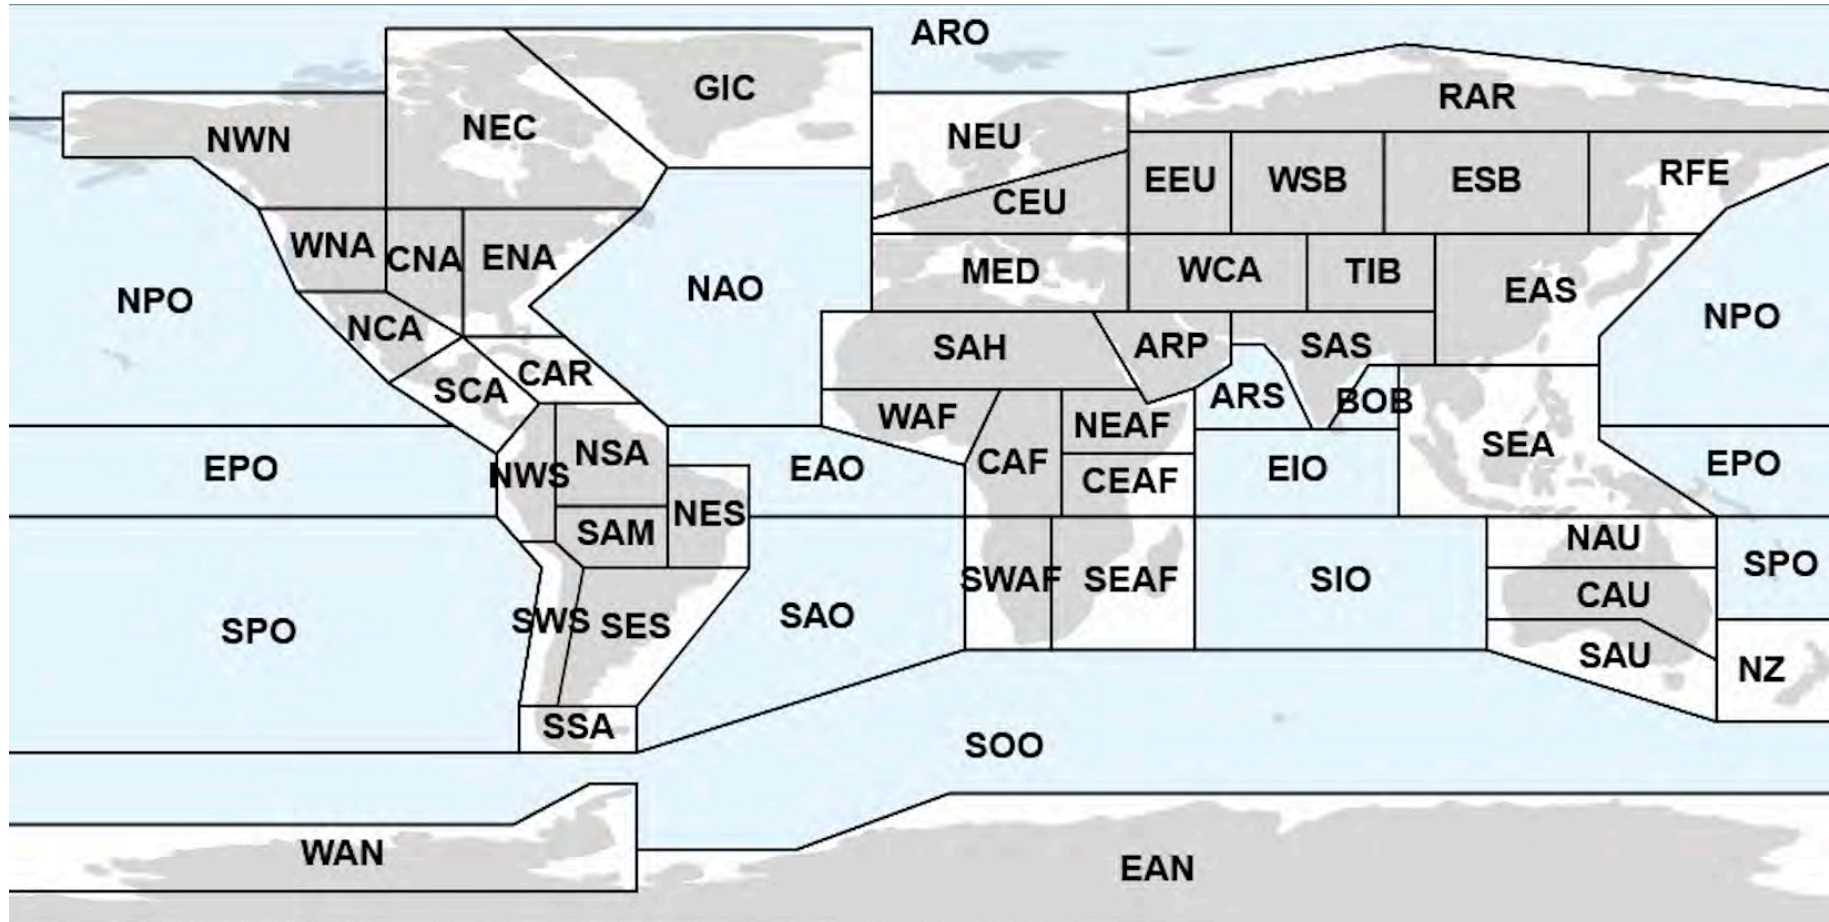 ARO
GIC
NEC
NWN
RAR
NEU
CEU
EEU
WSB
ESB
RFE
WNA
CNA
ENA
NPO
NAO
MED
WCA
TIB
EAS
NPO
NCA
SCA
CAR
SAH
ARP
SAS
WAF
CAF
NEAF
ARS
BOB
SEA
EPO
NWS
NSA
EAO
CEAF
EIO
EPO
NES
SAM
NAU
SPO
SWS
SES
SAO
SWAF
SEAF
SIO
CAU
SPO
SAU
NZ
SSA
SOO
WAN
EAN